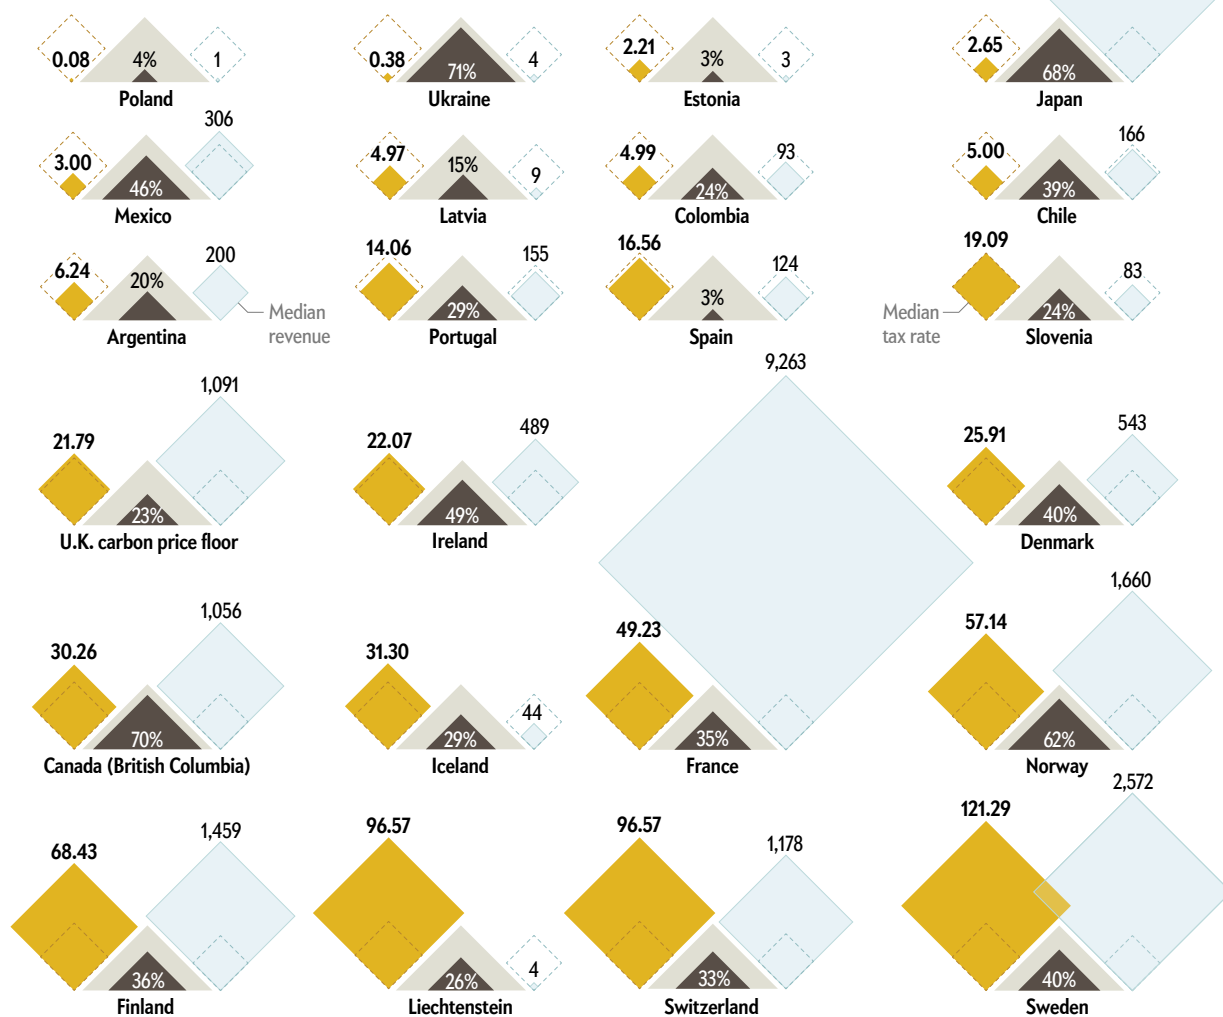 0.08
4%
1
Poland
0.38
71%
4
Ukraine
2.21
3%
3
Estonia
2.65
68%
Japan
3.00
46%
306
Mexico
4.97
15%
9
Latvia
4.99
24%
93
Colombia
5.00
39%
166
Chile
6.24
20%
200
Argentina
Median
revenue
14.06
29%
155
Portugal
16.56
3%
124
Spain
Median
tax rate
19.09
24%
83
Slovenia
21.79
23%
1,091
U.K. carbon price floor
22.07
49%
489
Ireland
9,263
49.23
35%
France
25.91
40%
543
Denmark
30.26
70%
1,056
Canada (British Columbia)
31.30
29%
44
Iceland
57.14
62%
1,660
Norway
68.43
36%
1,459
Finland
96.57
26%
4
Liechtenstein
96.57
33%
1,178
Switzerland
121.29
40%
2,572
Sweden